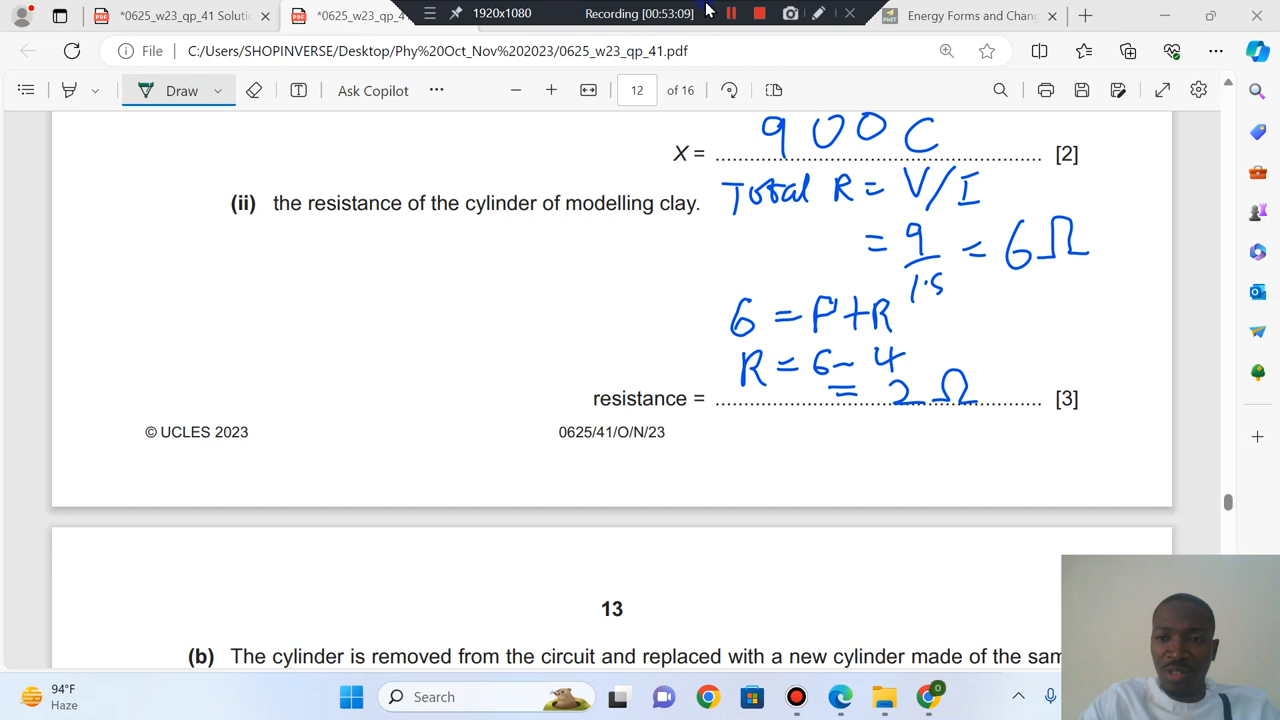 *0625_w23_qp_41 Soluti
*0625_w23_qp_4
1920x1080
Recording [00:53:09]
Energy Forms and Chang
File
C:/Users/SHOPINVERSE/Desktop/Phy%20Oct_Nov%202023/0625_w23_qp_41.pdf
Draw
Ask Copilot
12
of 16
900 C
X = [2]
(ii) the resistance of the cylinder of modelling clay.
Total R = V/I
= 9/1.5 = 6Ω
6 = P+R
R = 6 - 4
= 2 Ω
resistance = [3]
© UCLES 2023
0625/41/O/N/23
13
(b) The cylinder is removed from the circuit and replaced with a new cylinder made of the sam
94°F
Haze
Search
0